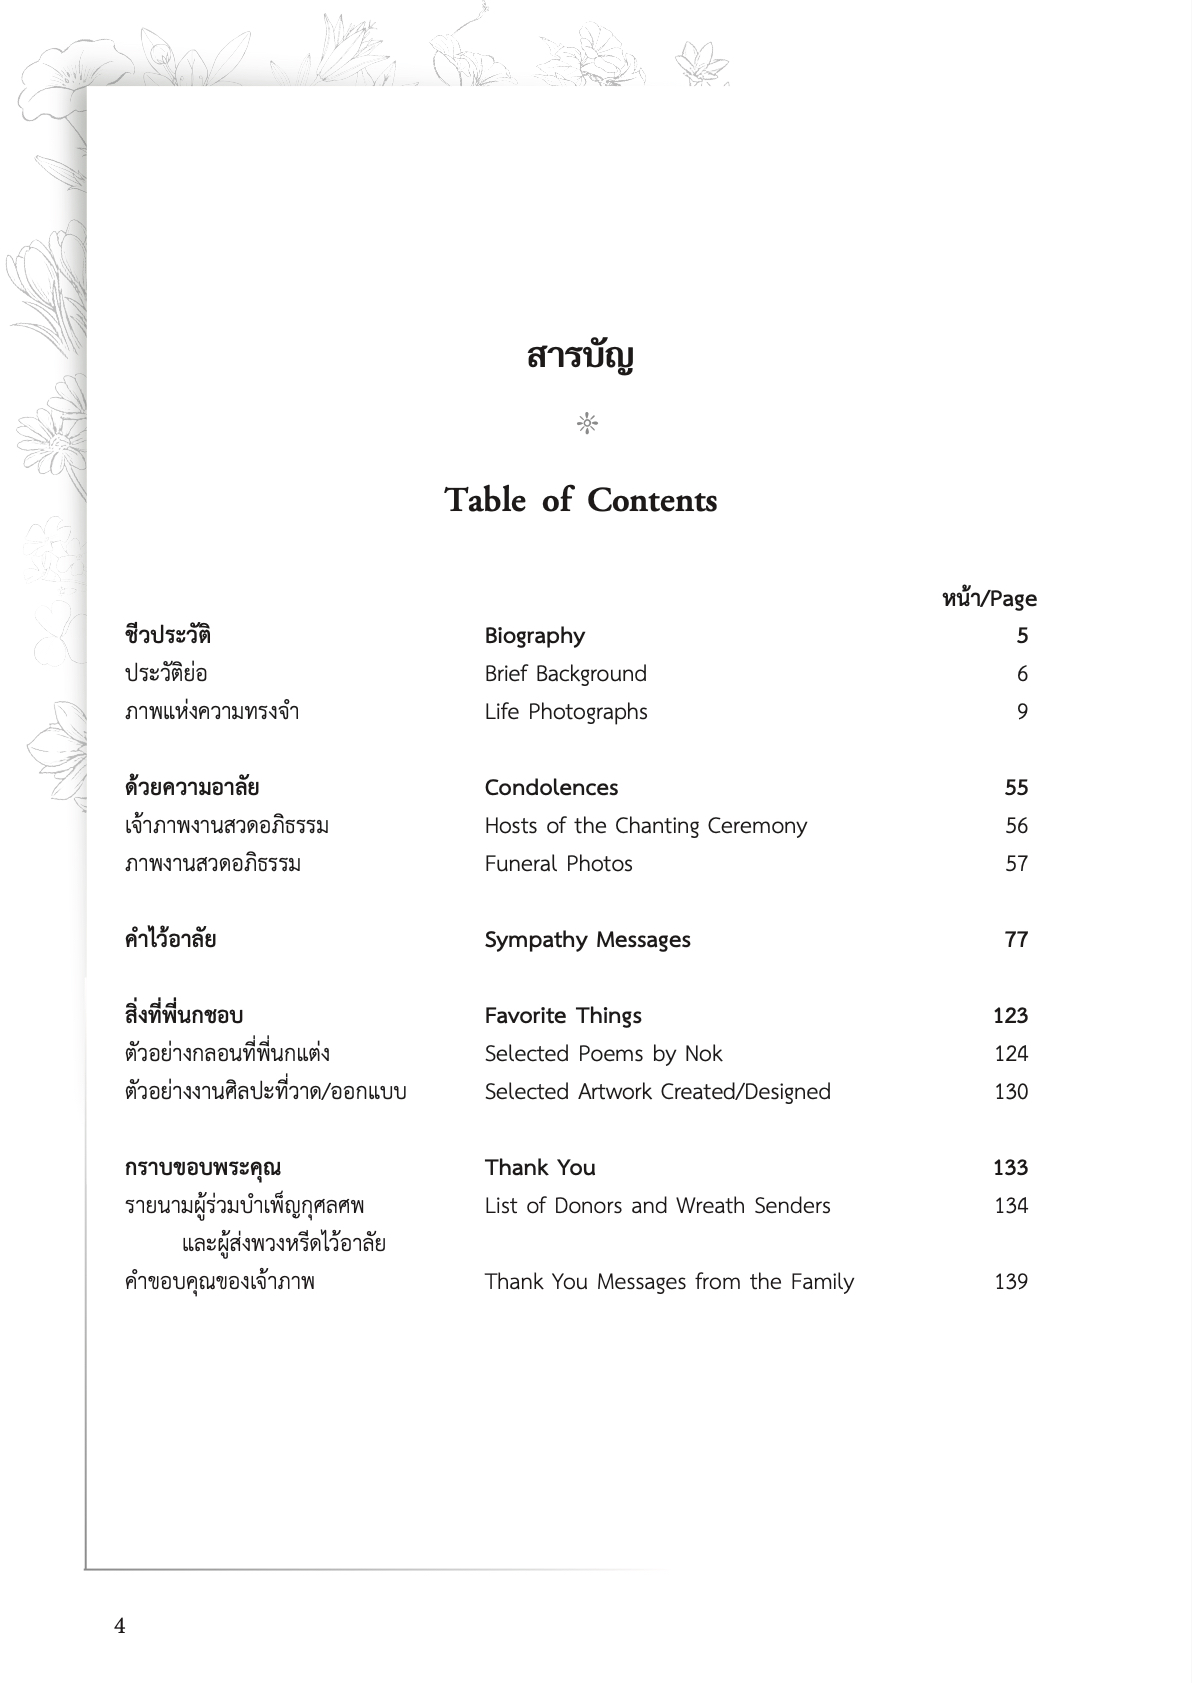 สารบัญ
Table of Contents
หน้า/Page
ชีวประวัติ Biography 5
ประวัติย่อ Brief Background 6
ภาพแห่งความทรงจำ Life Photographs 9
ด้วยความอาลัย Condolences 55
เจ้าภาพงานสวดอภิธรรม Hosts of the Chanting Ceremony 56
ภาพงานสวดอภิธรรม Funeral Photos 57
คำไว้อาลัย Sympathy Messages 77
สิ่งที่พี่นกชอบ Favorite Things 123
ตัวอย่างกลอนที่พี่นกแต่ง Selected Poems by Nok 124
ตัวอย่างงานศิลปะที่วาด/ออกแบบ Selected Artwork Created/Designed 130
กราบขอบพระคุณ Thank You 133
รายนามผู้ร่วมบำเพ็ญกุศลศพ List of Donors and Wreath Senders 134
และผู้ส่งพวงหรีดไว้อาลัย
คำขอบคุณของเจ้าภาพ Thank You Messages from the Family 139
4